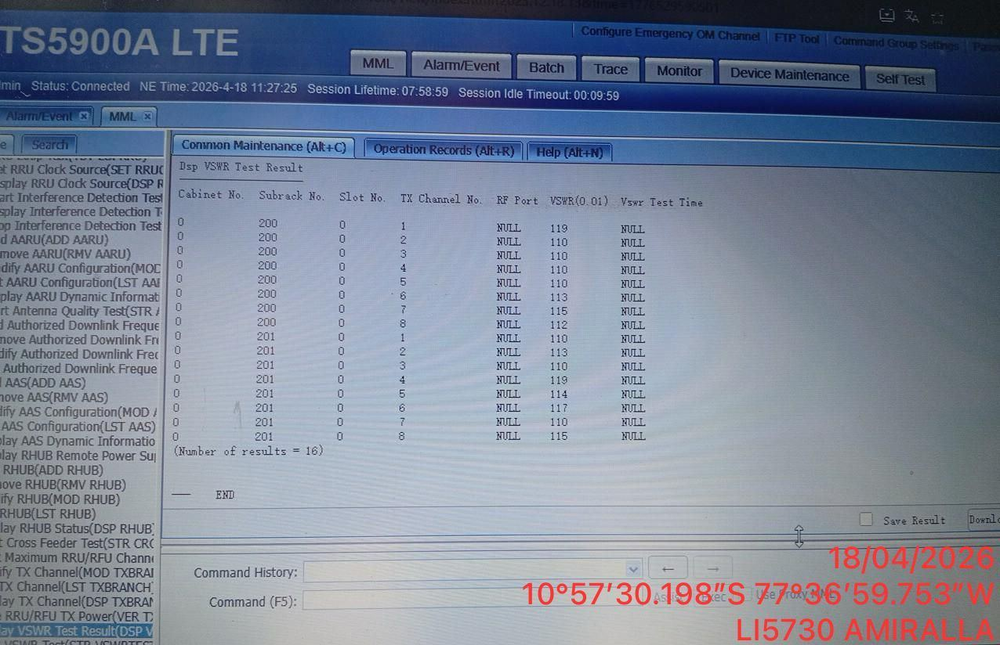 TS5900A LTE
Configure Emergency OM Channel FTP Tool Command Group Settings
MML Alarm/Event Batch Trace Monitor Device Maintenance Self Test
min Status: Connected NE Time: 2026-4-18 11:27:25 Session Lifetime: 07:58:59 Session Idle Timeout: 00:09:59
Alarm/Event MML
e Search
Common Maintenance (Alt+C) Operation Records (Alt+R) Help (Alt+N)
et RRU Clock Source(SET RRUC
splay RRU Clock Source(DSP R
art Interference Detection Test
splay Interference Detection T
op Interference Detection Test
d AARU(ADD AARU)
move AARU(RMV AARU)
dify AARU Configuration(MOD
t AARU Configuration(LST AAR
play AARU Dynamic Informat
rt Antenna Quality Test(STR A
d Authorized Downlink Freque
move Authorized Downlink Fre
dify Authorized Downlink Frec
Authorized Downlink Freque
AAS(ADD AAS)
move AAS(RMV AAS)
dify AAS Configuration(MOD A
AAS Configuration(LST AAS)
lay AAS Dynamic Informatio
lay RHUB Remote Power Su
RHUB(ADD RHUB)
ove RHUB(RMV RHUB)
ify RHUB(MOD RHUB)
RHUB(LST RHUB)
lay RHUB Status(DSP RHUB)
t Cross Feeder Test(STR CRC
Maximum RRU/RFU Chann
ify TX Channel(MOD TXBRAI
TX Channel(LST TXBRANCH)
lay TX Channel(DSP TXBRAN
RRU/RFU TX Power(VER T
ay VSWR Test Result(DSP V
Dsp VSWR Test Result
Cabinet No. Subrack No. Slot No. TX Channel No. RF Port VSWR(0.01) Vswr Test Time
0 200 0 1 NULL 119 NULL
0 200 0 2 NULL 110 NULL
0 200 0 3 NULL 110 NULL
0 200 0 4 NULL 110 NULL
0 200 0 5 NULL 110 NULL
0 200 0 6 NULL 113 NULL
0 200 0 7 NULL 115 NULL
0 200 0 8 NULL 112 NULL
0 201 0 1 NULL 110 NULL
0 201 0 2 NULL 113 NULL
0 201 0 3 NULL 110 NULL
0 201 0 4 NULL 119 NULL
0 201 0 5 NULL 114 NULL
0 201 0 6 NULL 117 NULL
0 201 0 7 NULL 110 NULL
0 201 0 8 NULL 115 NULL
(Number of results = 16)
END
Save Result Downlo
Command History:
Command (F5):
18/04/2026
10°57'30.198"S 77°36'59.753"W
LI5730 AMIRALLA